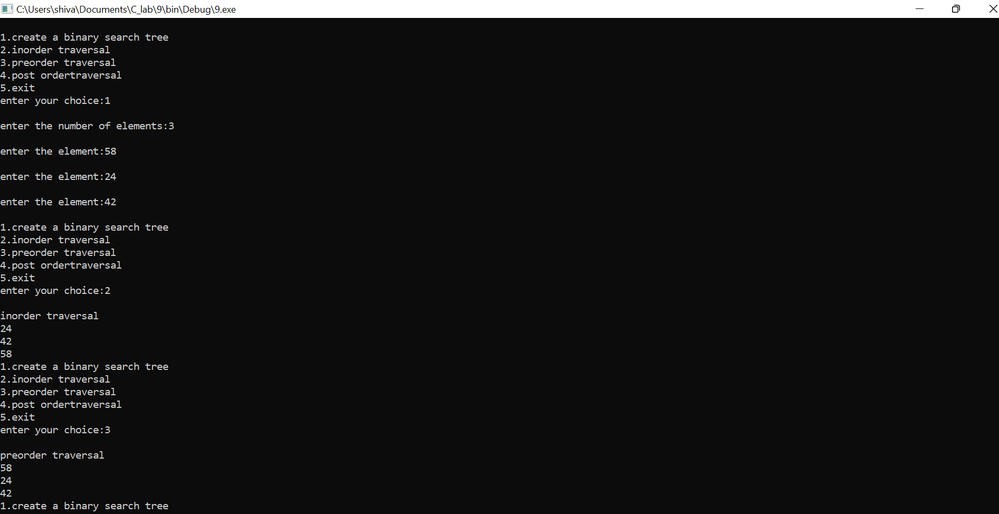 C:\Users\shiva\Documents\C_lab\9\bin\Debug\9.exe
1.create a binary search tree
2.inorder traversal
3.preorder traversal
4.post ordertraversal
5.exit
enter your choice:1
enter the number of elements:3
enter the element:58
enter the element:24
enter the element:42
1.create a binary search tree
2.inorder traversal
3.preorder traversal
4.post ordertraversal
5.exit
enter your choice:2
inorder traversal
24
42
58
1.create a binary search tree
2.inorder traversal
3.preorder traversal
4.post ordertraversal
5.exit
enter your choice:3
preorder traversal
58
24
42
1.create a binary search tree